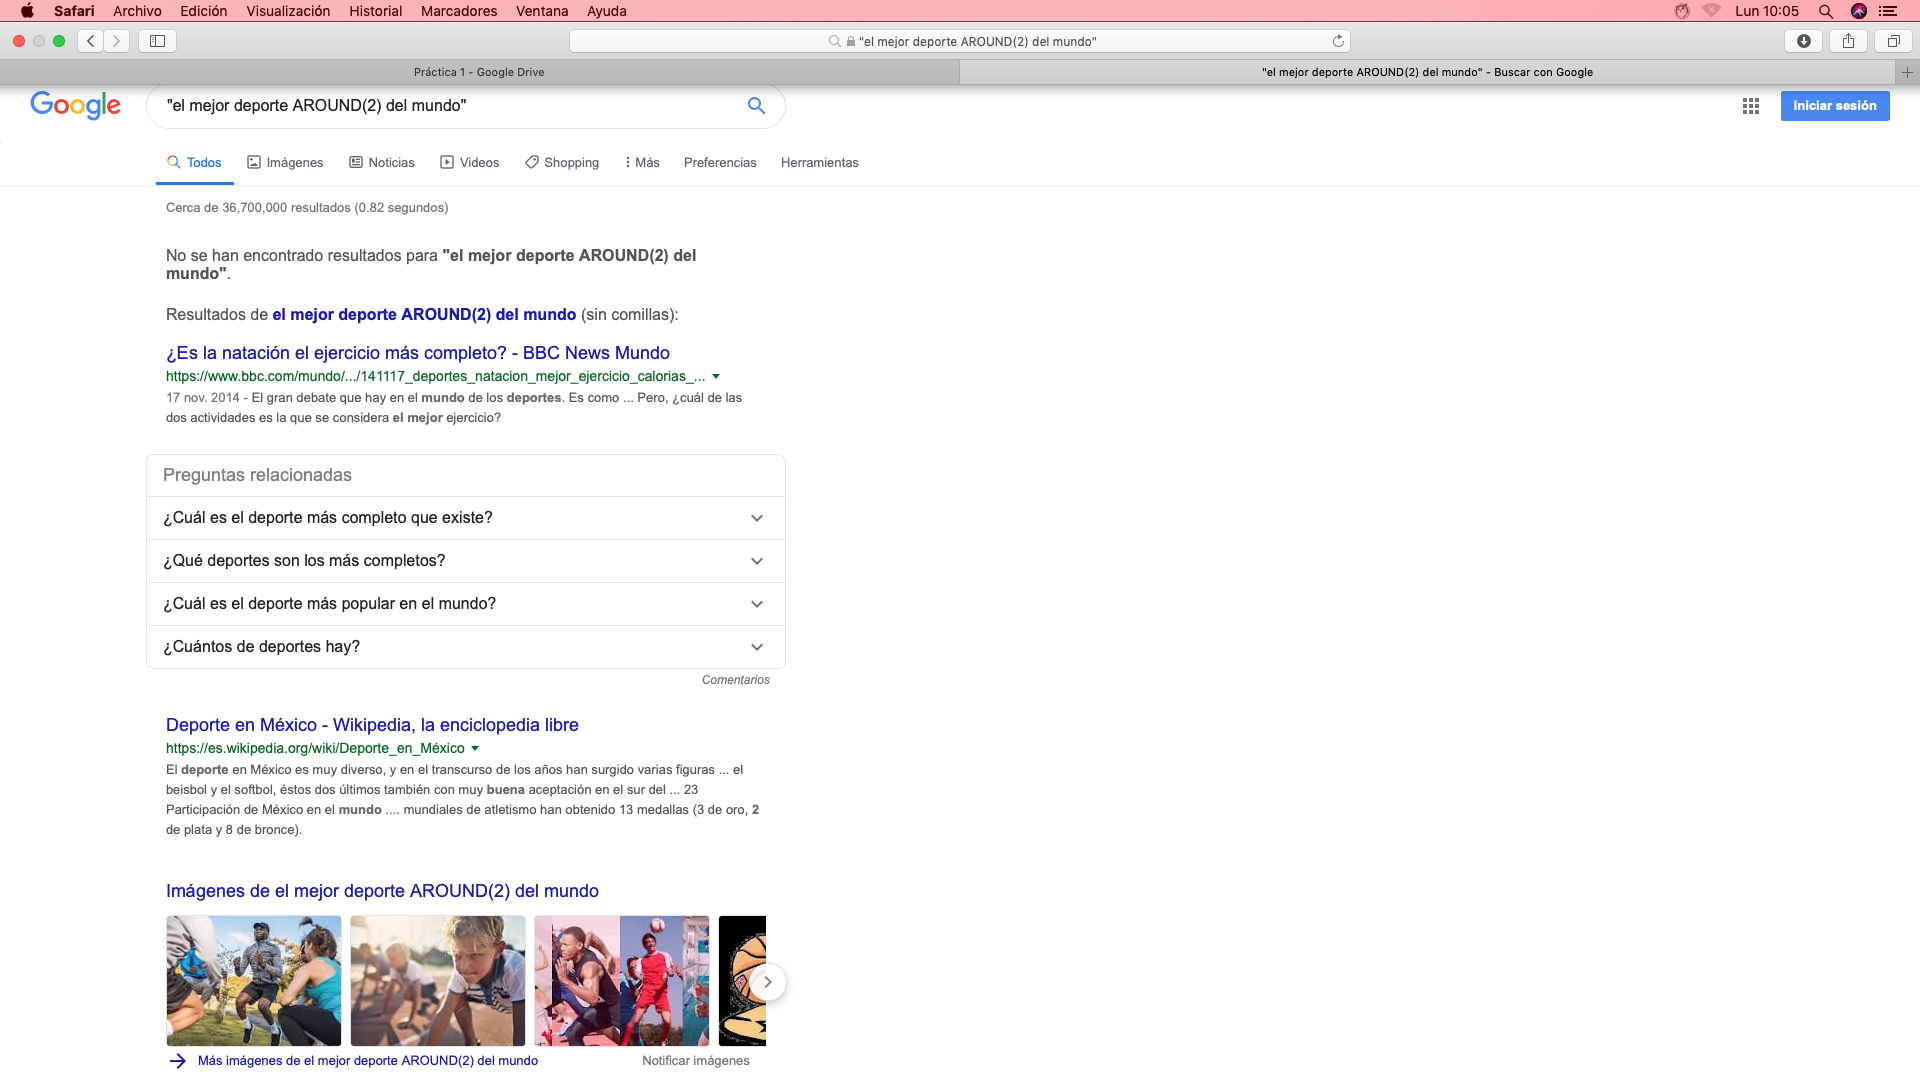 Safari Archivo Edición Visualización Historial Marcadores Ventana Ayuda Lun 10:05
"el mejor deporte AROUND(2) del mundo"
Práctica 1 - Google Drive
"el mejor deporte AROUND(2) del mundo" - Buscar con Google
Google
"el mejor deporte AROUND(2) del mundo"
Iniciar sesión
Todos Imágenes Noticias Videos Shopping Más Preferencias Herramientas
Cerca de 36,700,000 resultados (0.82 segundos)
No se han encontrado resultados para "el mejor deporte AROUND(2) del
mundo".
Resultados de el mejor deporte AROUND(2) del mundo (sin comillas):
¿Es la natación el ejercicio más completo? - BBC News Mundo
https://www.bbc.com/mundo/.../141117_deportes_natacion_mejor_ejercicio_calorias_...
17 nov. 2014 - El gran debate que hay en el mundo de los deportes. Es como ... Pero, ¿cuál de las
dos actividades es la que se considera el mejor ejercicio?
Preguntas relacionadas
¿Cuál es el deporte más completo que existe?
¿Qué deportes son los más completos?
¿Cuál es el deporte más popular en el mundo?
¿Cuántos de deportes hay?
Comentarios
Deporte en México - Wikipedia, la enciclopedia libre
https://es.wikipedia.org/wiki/Deporte_en_México
El deporte en México es muy diverso, y en el transcurso de los años han surgido varias figuras ... el
beisbol y el softbol, éstos dos últimos también con muy buena aceptación en el sur del ... 23
Participación de México en el mundo .... mundiales de atletismo han obtenido 13 medallas (3 de oro, 2
de plata y 8 de bronce).
Imágenes de el mejor deporte AROUND(2) del mundo
Más imágenes de el mejor deporte AROUND(2) del mundo
Notificar imágenes